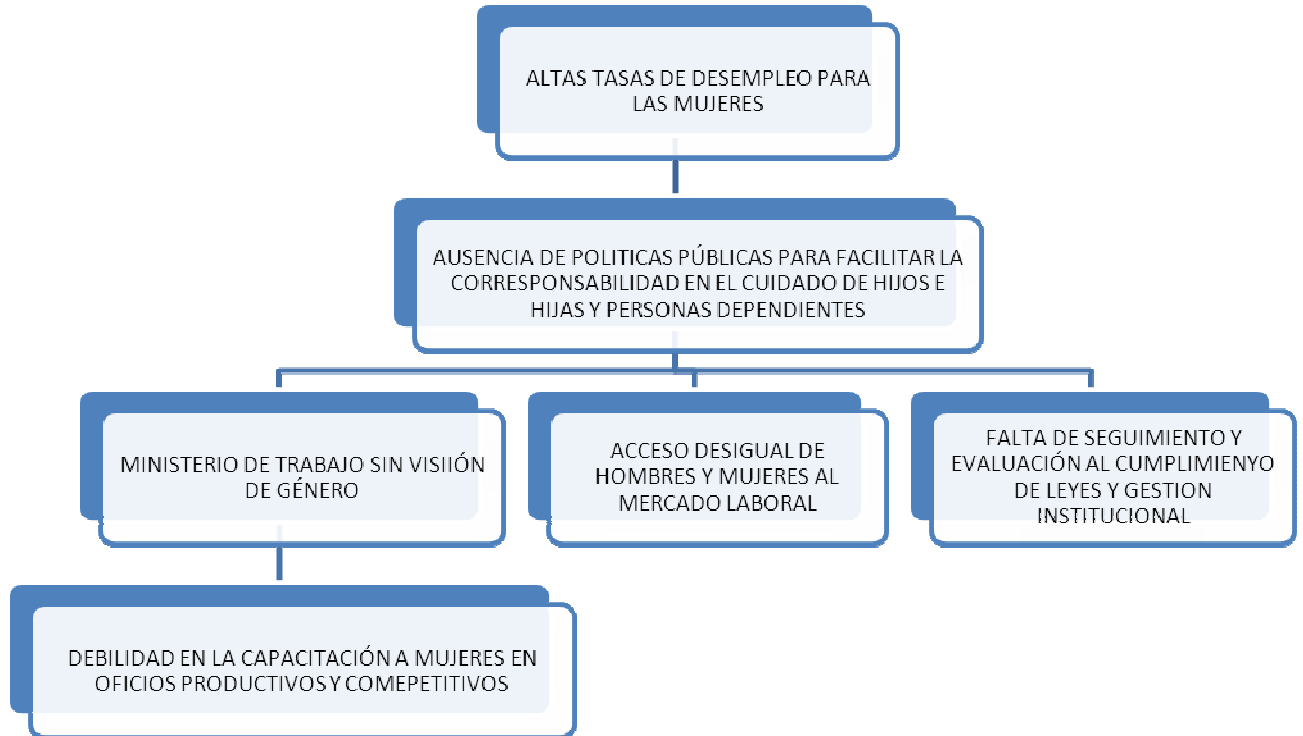 ALTAS TASAS DE DESEMPLEO PARA
LAS MUJERES
AUSENCIA DE POLITICAS PÚBLICAS PARA FACILITAR LA
CORRESPONSABILIDAD EN EL CUIDADO DE HIJOS E
HIJAS Y PERSONAS DEPENDIENTES
MINISTERIO DE TRABAJO SIN VISIIÓN
DE GÉNERO
ACCESO DESIGUAL DE
HOMBRES Y MUJERES AL
MERCADO LABORAL
FALTA DE SEGUIMIENTO Y
EVALUACIÓN AL CUMPLIMIENYO
DE LEYES Y GESTION
INSTITUCIONAL
DEBILIDAD EN LA CAPACITACIÓN A MUJERES EN
OFICIOS PRODUCTIVOS Y COMEPETITIVOS